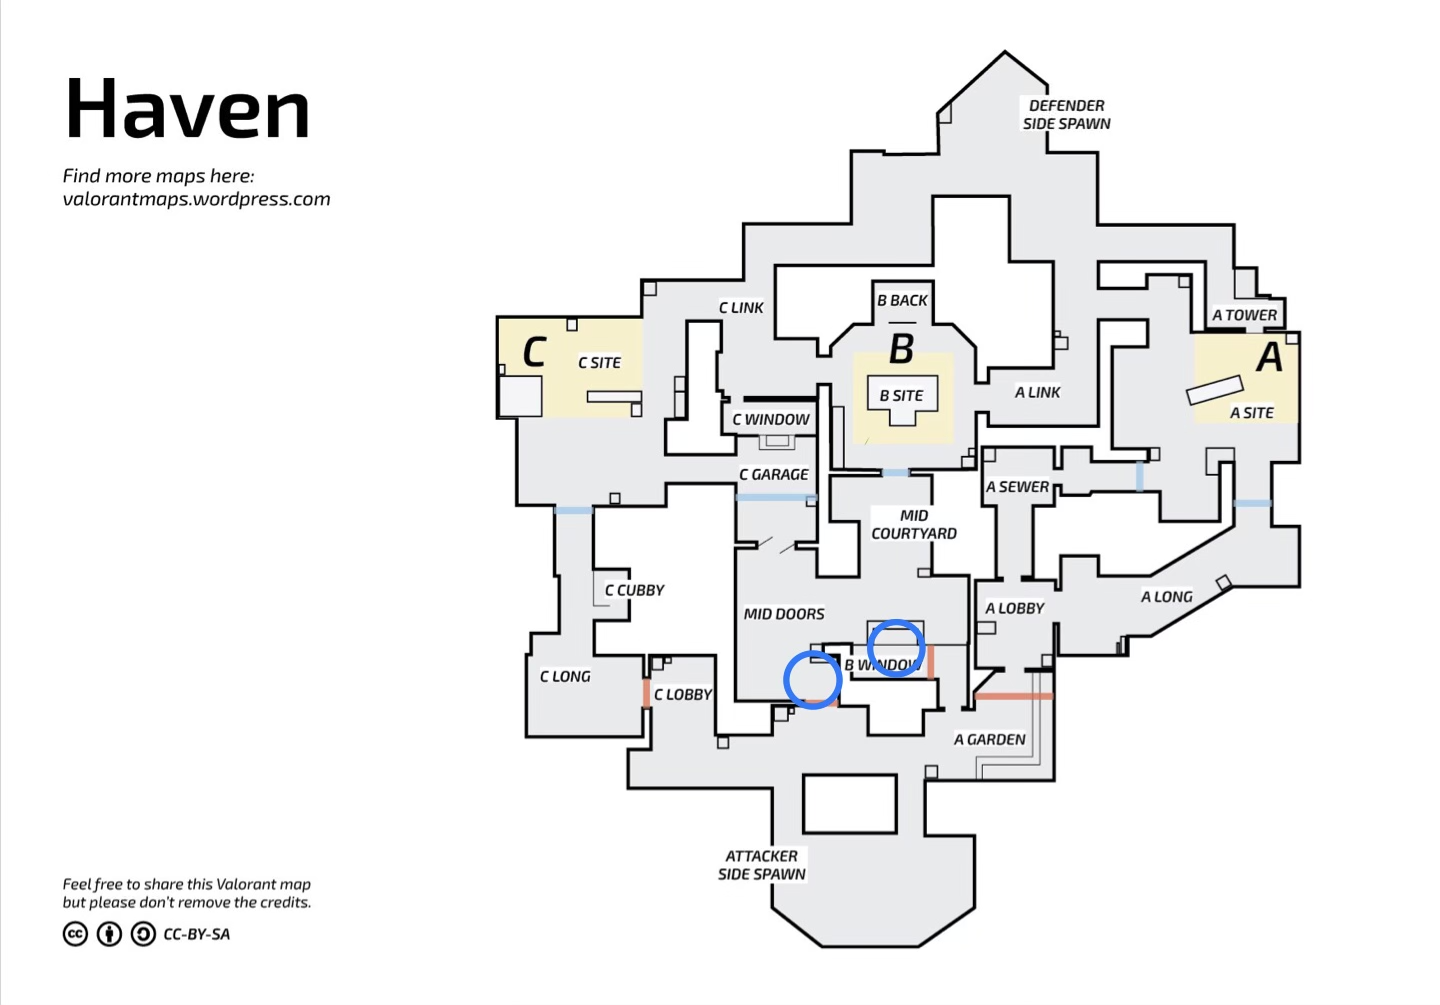 Haven
Find more maps here:
valorantmaps.wordpress.com
DEFENDER
SIDE SPAWN
B BACK
C LINK
A TOWER
C
B
A
C SITE
B SITE
A LINK
A SITE
C WINDOW
C GARAGE
A SEWER
MID
COURTYARD
C CUBBY
A LONG
MID DOORS
A LOBBY
B WINDOW
C LONG
C LOBBY
A GARDEN
ATTACKER
SIDE SPAWN
Feel free to share this Valorant map
but please don't remove the credits.
cc CC-BY-SA